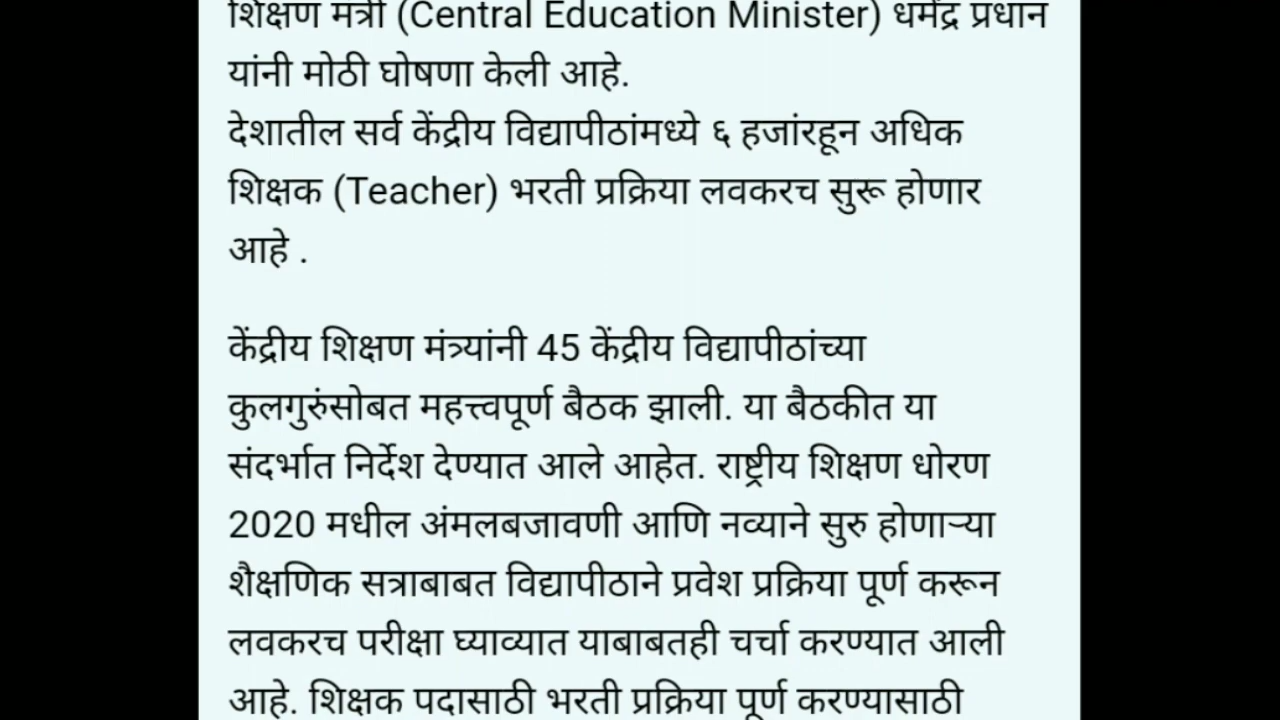 शिक्षण मंत्री (Central Education Minister) धर्मेंद्र प्रधान
यांनी मोठी घोषणा केली आहे.
देशातील सर्व केंद्रीय विद्यापीठांमध्ये ६ हजांरहून अधिक
शिक्षक (Teacher) भरती प्रक्रिया लवकरच सुरू होणार
आहे .
केंद्रीय शिक्षण मंत्र्यांनी 45 केंद्रीय विद्यापीठांच्या
कुलगुरुंसोबत महत्त्वपूर्ण बैठक झाली. या बैठकीत या
संदर्भात निर्देश देण्यात आले आहेत. राष्ट्रीय शिक्षण धोरण
2020 मधील अंमलबजावणी आणि नव्याने सुरु होणाऱ्या
शैक्षणिक सत्राबाबत विद्यापीठाने प्रवेश प्रक्रिया पूर्ण करून
लवकरच परीक्षा घ्याव्यात याबाबतही चर्चा करण्यात आली
आहे. शिक्षक पदासाठी भरती प्रक्रिया पूर्ण करण्यासाठी